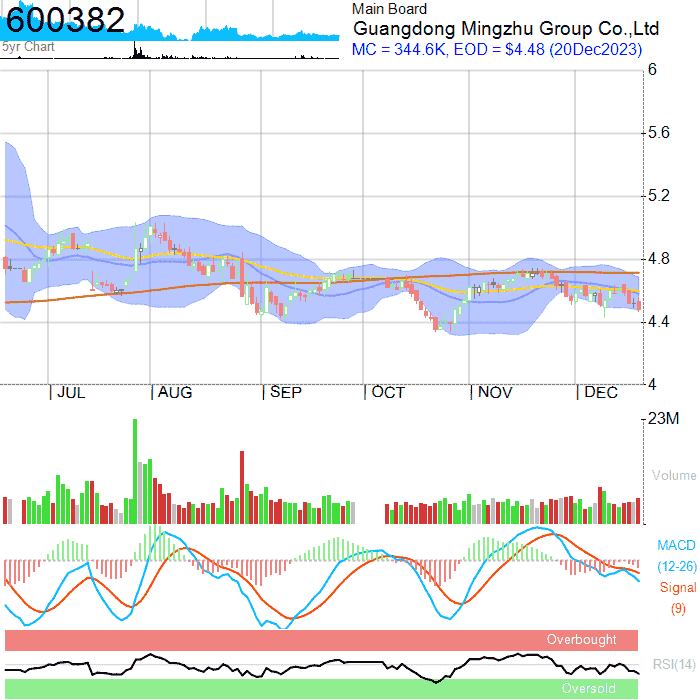 600382
5yr Chart
Main Board
Guangdong Mingzhu Group Co.,Ltd
MC = 344.6K, EOD = $4.48 (20Dec2023)
6
5.6
5.2
4.8
4.4
4
JUL
AUG
SEP
OCT
NOV
DEC
23M
Volume
MACD
(12-26)
Signal
(9)
Overbought
RSI(14)
Oversold